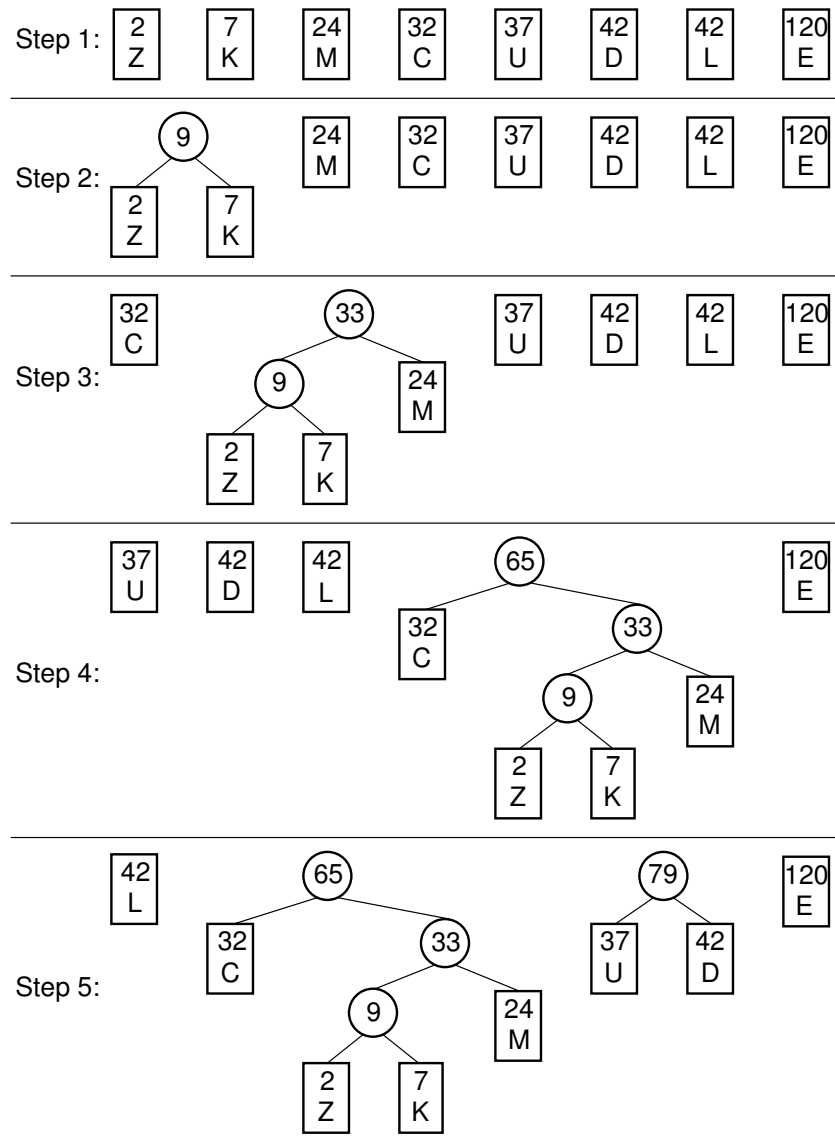 Step 1:
2 7 24 32 37 42 42 120
Z K M C U D L E
9
24 32 37 42 42 120
M C U D L E
Step 2:
2 7
Z K
32 33 37 42 42 120
C U D L E
Step 3:
9 24
M
2 7
Z K
37 42 42 65 120
U D L E
32 33
C
Step 4:
9 24
M
2 7
Z K
42 65 79 120
L E
32 33 37 42
C U D
Step 5:
9 24
M
2 7
Z K